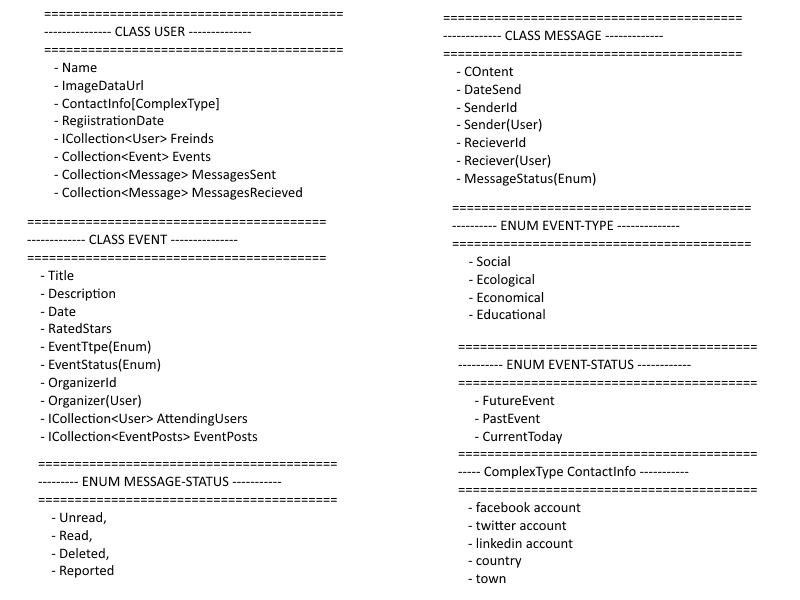 =========================================
--------------- CLASS USER --------------
=========================================
- Name
- ImageDataUrl
- ContactInfo[ComplexType]
- RegiistrationDate
- ICollection<User> Freinds
- Collection<Event> Events
- Collection<Message> MessagesSent
- Collection<Message> MessagesRecieved
=========================================
------------- CLASS EVENT ---------------
=========================================
- Title
- Description
- Date
- RatedStars
- EventTtpe(Enum)
- EventStatus(Enum)
- OrganizerId
- Organizer(User)
- ICollection<User> AttendingUsers
- ICollection<EventPosts> EventPosts
=========================================
--------- ENUM MESSAGE-STATUS -----------
=========================================
- Unread,
- Read,
- Deleted,
- Reported
=========================================
------------- CLASS MESSAGE -------------
=========================================
- COntent
- DateSend
- SenderId
- Sender(User)
- RecieverId
- Reciever(User)
- MessageStatus(Enum)
=========================================
---------- ENUM EVENT-TYPE --------------
=========================================
- Social
- Ecological
- Economical
- Educational
=========================================
---------- ENUM EVENT-STATUS ------------
=========================================
- FutureEvent
- PastEvent
- CurrentToday
=========================================
----- ComplexType ContactInfo -----------
=========================================
- facebook account
- twitter account
- linkedin account
- country
- town